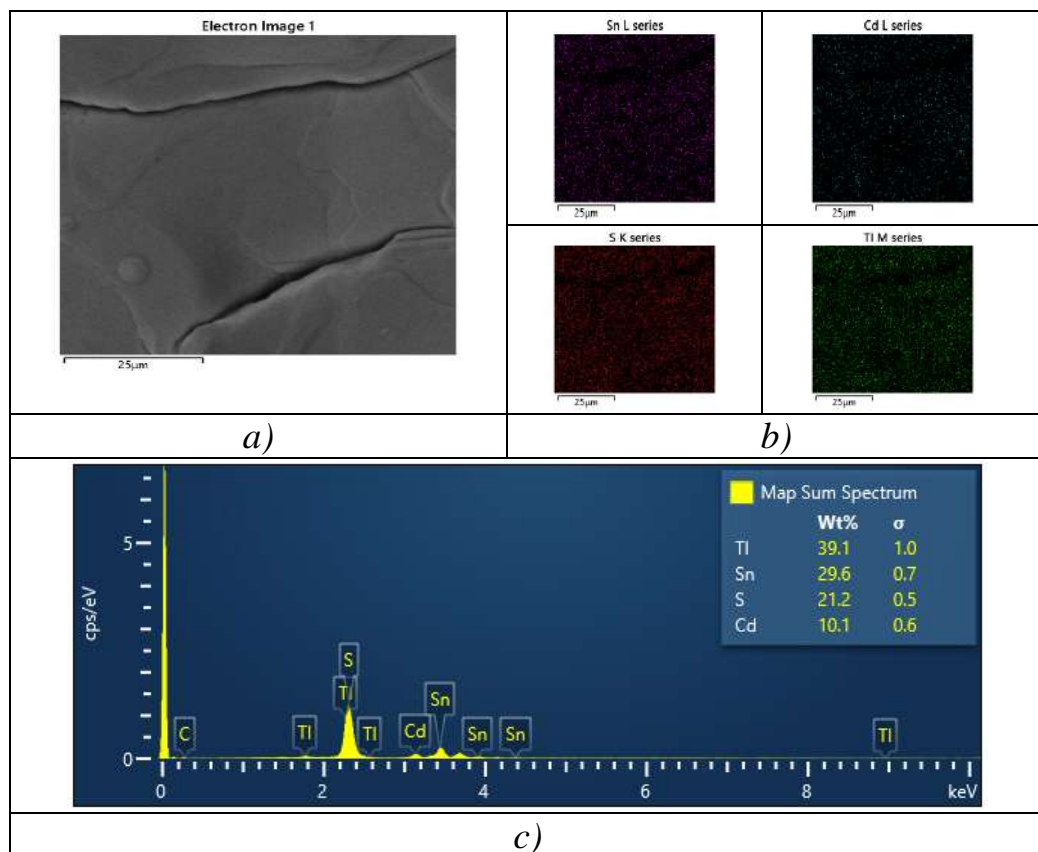 Electron Image 1
25μm
a)
Sn L series
25μm
Cd L series
25μm
S K series
25μm
Tl M series
25μm
b)
Map Sum Spectrum
Wt% σ
Tl 39.1 1.0
Sn 29.6 0.7
S 21.2 0.5
Cd 10.1 0.6
cps/eV
5
0
C
Tl
S
Tl
Tl
Cd
Sn
Sn
Sn
Tl
0 2 4 6 8 keV
c)